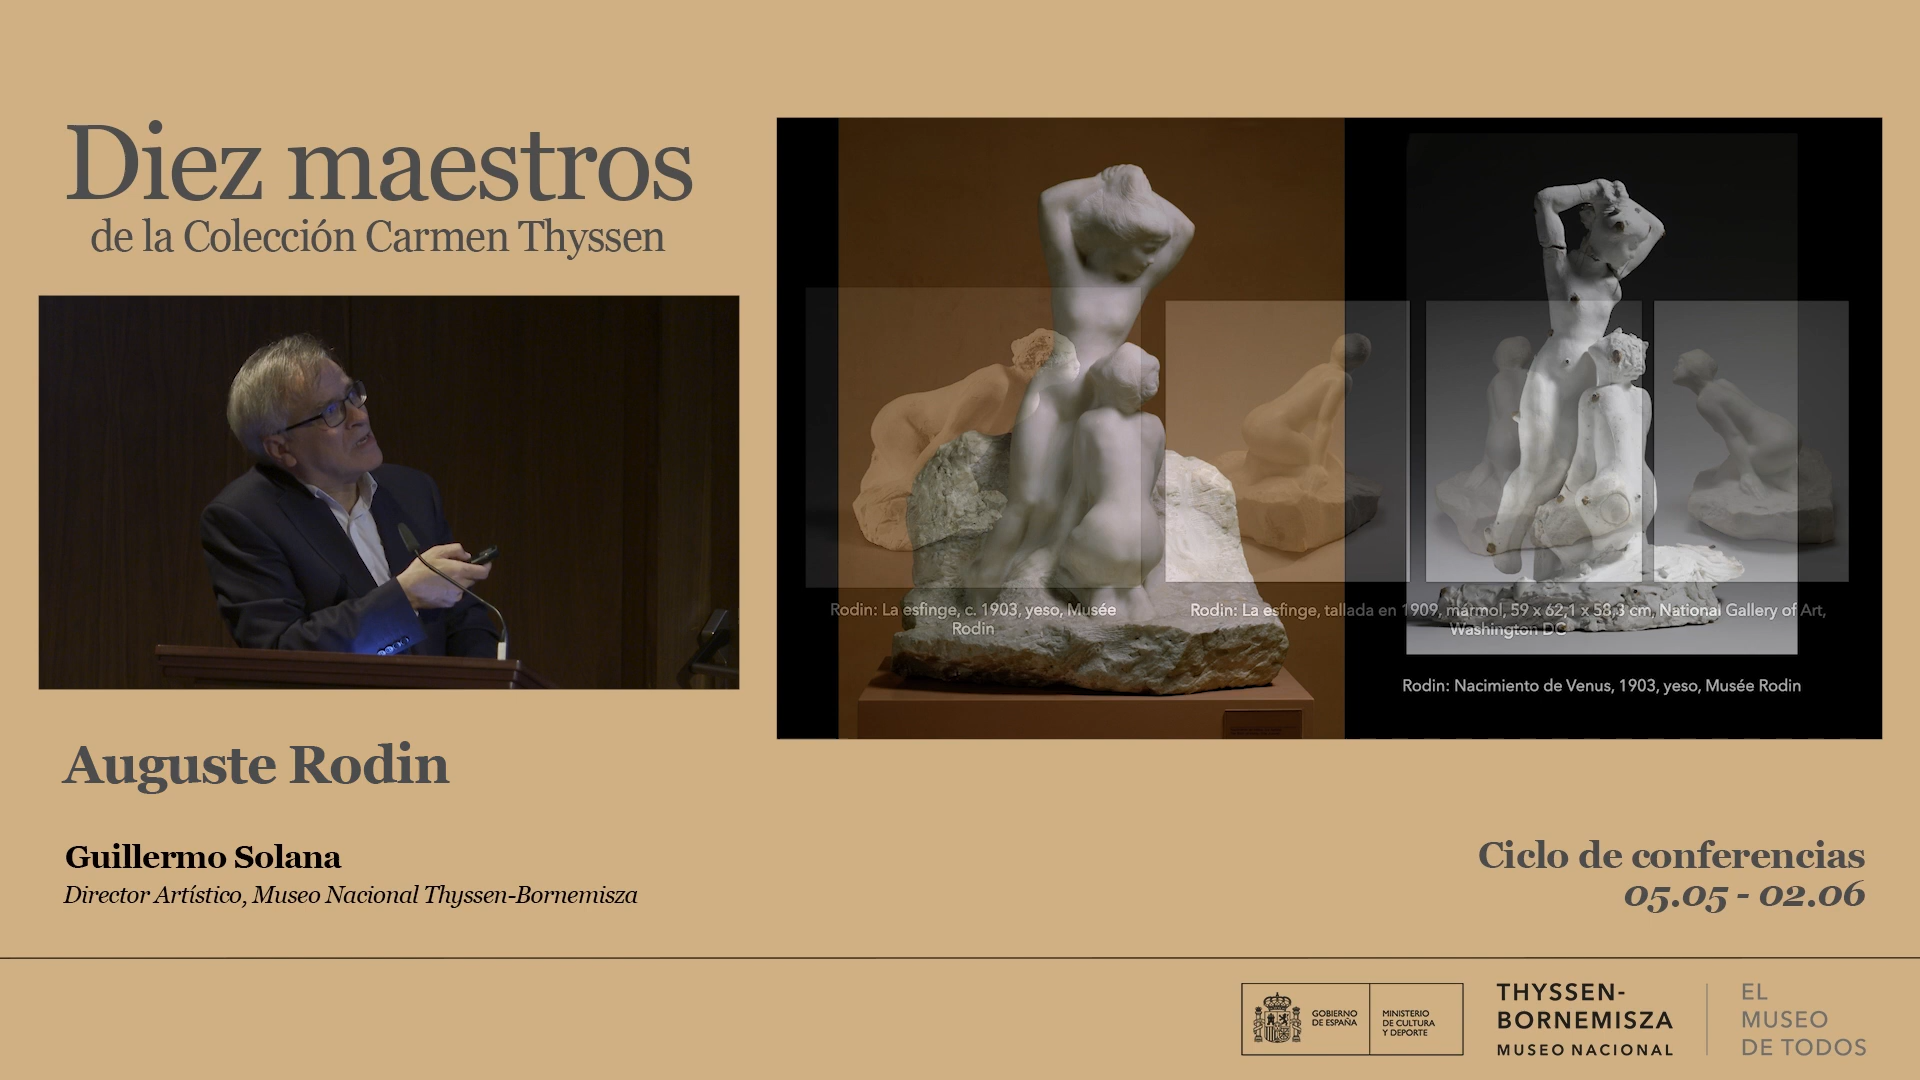 Diez maestros
de la Colección Carmen Thyssen
Rodin: La esfinge, c. 1903, yeso, Musée
Rodin
Rodin: La esfinge, tallada en 1909, mármol, 59 x 62,1 x 58,3 cm, National Gallery of Art,
Washington DC
Rodin: Nacimiento de Venus, 1903, yeso, Musée Rodin
Auguste Rodin
Guillermo Solana
Director Artístico, Museo Nacional Thyssen-Bornemisza
Ciclo de conferencias
05.05 - 02.06
GOBIERNO
DE ESPAÑA
MINISTERIO
DE CULTURA
Y DEPORTE
THYSSEN-
BORNEMISZA
MUSEO NACIONAL
EL
MUSEO
DE TODOS